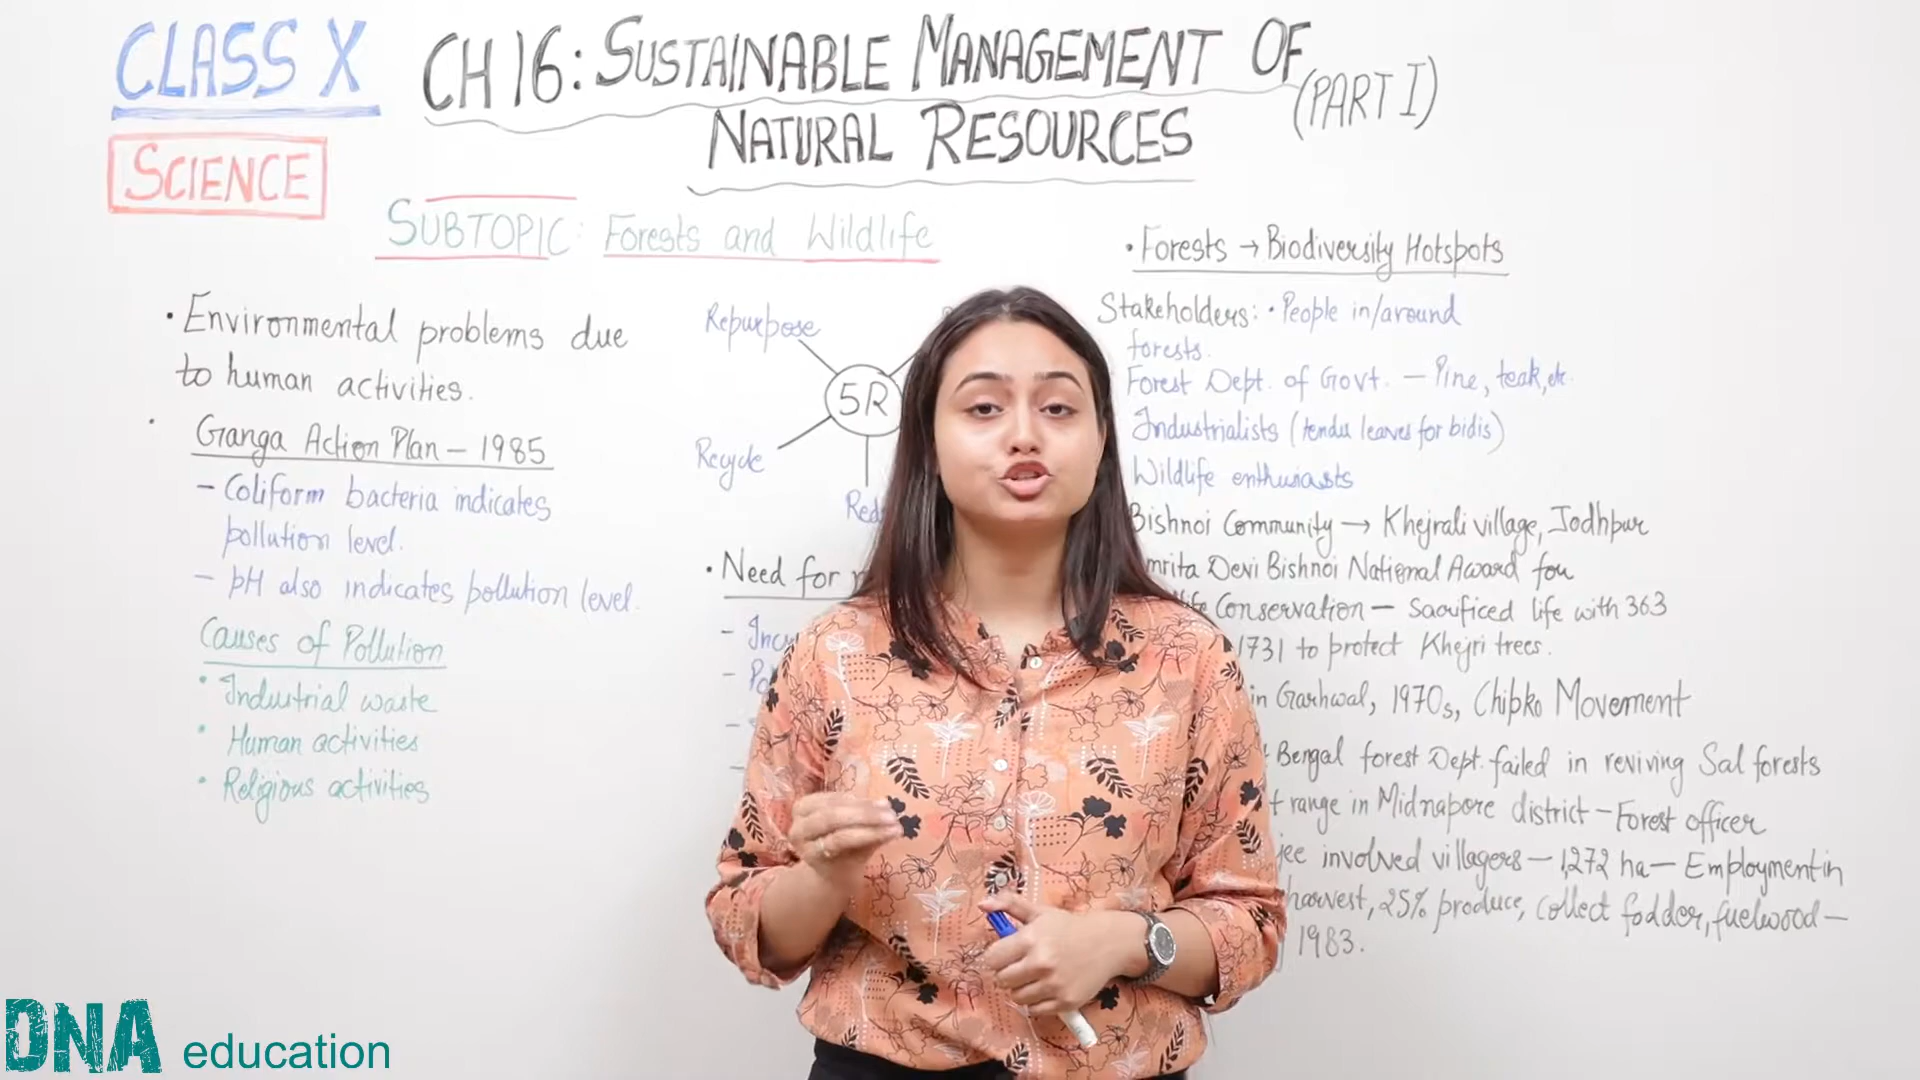 CLASS X
CH 16: SUSTAINABLE MANAGEMENT OF
(PART I)
NATURAL RESOURCES
SCIENCE
SUBTOPIC: Forests and Wildlife
• Environmental problems due
to human activities.
• Ganga Action Plan – 1985
– Coliform bacteria indicates
pollution level.
– pH also indicates pollution level.
Causes of Pollution
• Industrial waste
• Human activities
• Religious activities
Repurpose
5R
Recycle
• Need for
• Forests → Biodiversity Hotspots
Stakeholders: • People in/around
forests.
Forest Dept. of Govt. – Pine, teak, etc.
Industrialists (tendu leaves for bidis)
Wildlife enthusiasts
Bishnoi Community → Khejrali village, Jodhpur
Devi Bishnoi National Award for
Conservation – Sacrificed life with 363
1731 to protect Khejri trees.
in Garhwal, 1970s, Chipko Movement
Bengal forest Dept. failed in reviving Sal forests
range in Midnapore district – Forest officer
involved villagers – 1,272 ha – Employment in
harvest, 25% produce, collect fodder, fuelwood –
1983.
DNA education